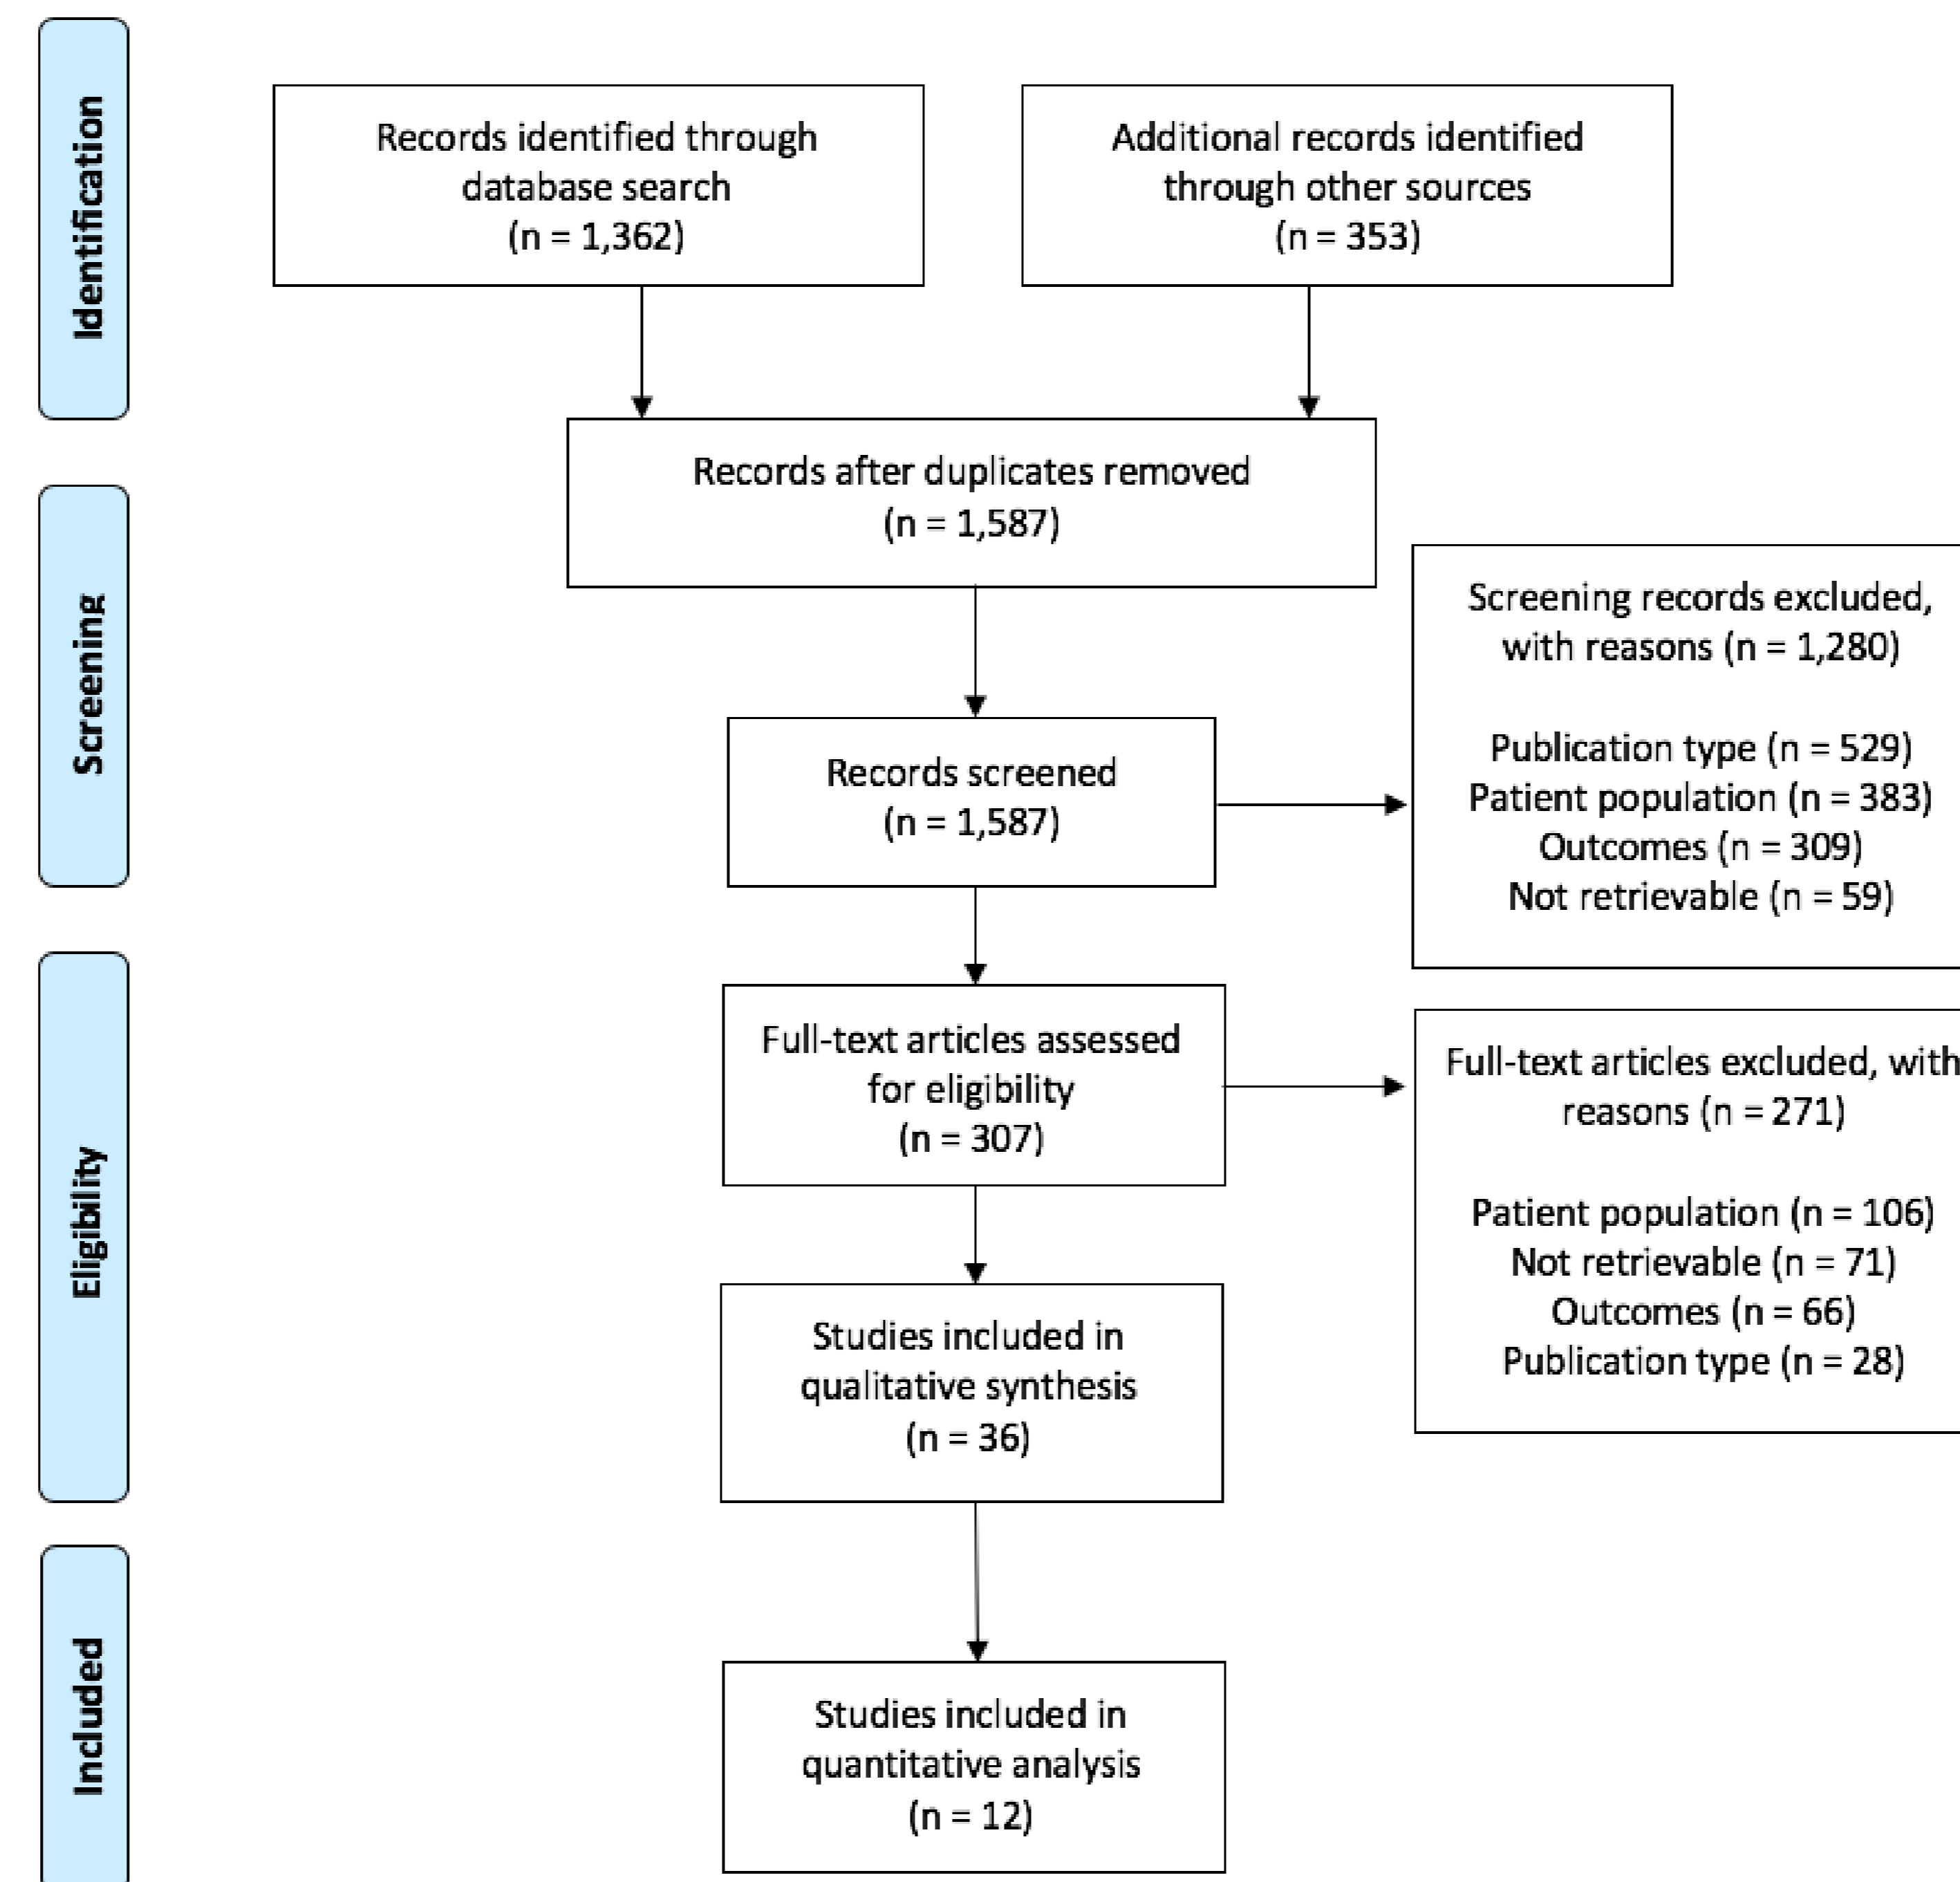 Identification
Records identified through
database search
(n = 1,362)
Additional records identified
through other sources
(n = 353)
Records after duplicates removed
(n = 1,587)
Screening
Screening records excluded,
with reasons (n = 1,280)
Publication type (n = 529)
Patient population (n = 383)
Outcomes (n = 309)
Not retrievable (n = 59)
Records screened
(n = 1,587)
Eligibility
Full-text articles assessed
for eligibility
(n = 307)
Full-text articles excluded, with
reasons (n = 271)
Patient population (n = 106)
Not retrievable (n = 71)
Outcomes (n = 66)
Publication type (n = 28)
Studies included in
qualitative synthesis
(n = 36)
Included
Studies included in
quantitative analysis
(n = 12)